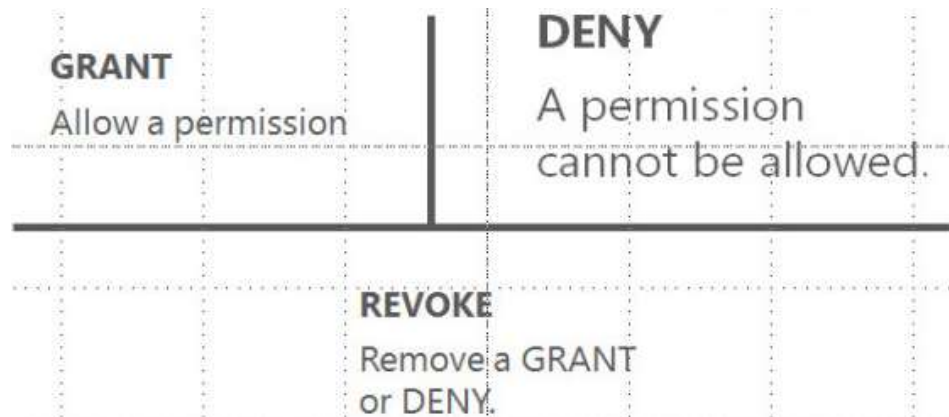 GRANT
Allow a permission
DENY
A permission
cannot be allowed.
REVOKE
Remove a GRANT
or DENY.